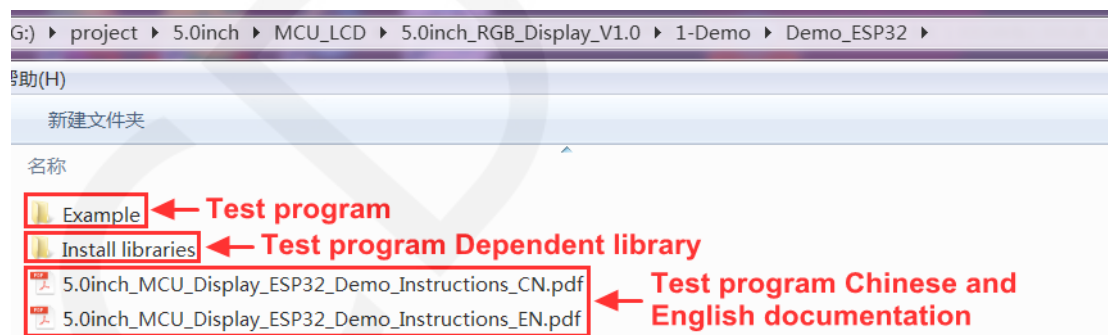 G:) ▸ project ▸ 5.0inch ▸ MCU_LCD ▸ 5.0inch_RGB_Display_V1.0 ▸ 1-Demo ▸ Demo_ESP32 ▸
帮助(H)
新建文件夹
名称
Example Test program
Install libraries Test program Dependent library
5.0inch_MCU_Display_ESP32_Demo_Instructions_CN.pdf Test program Chinese and
5.0inch_MCU_Display_ESP32_Demo_Instructions_EN.pdf English documentation